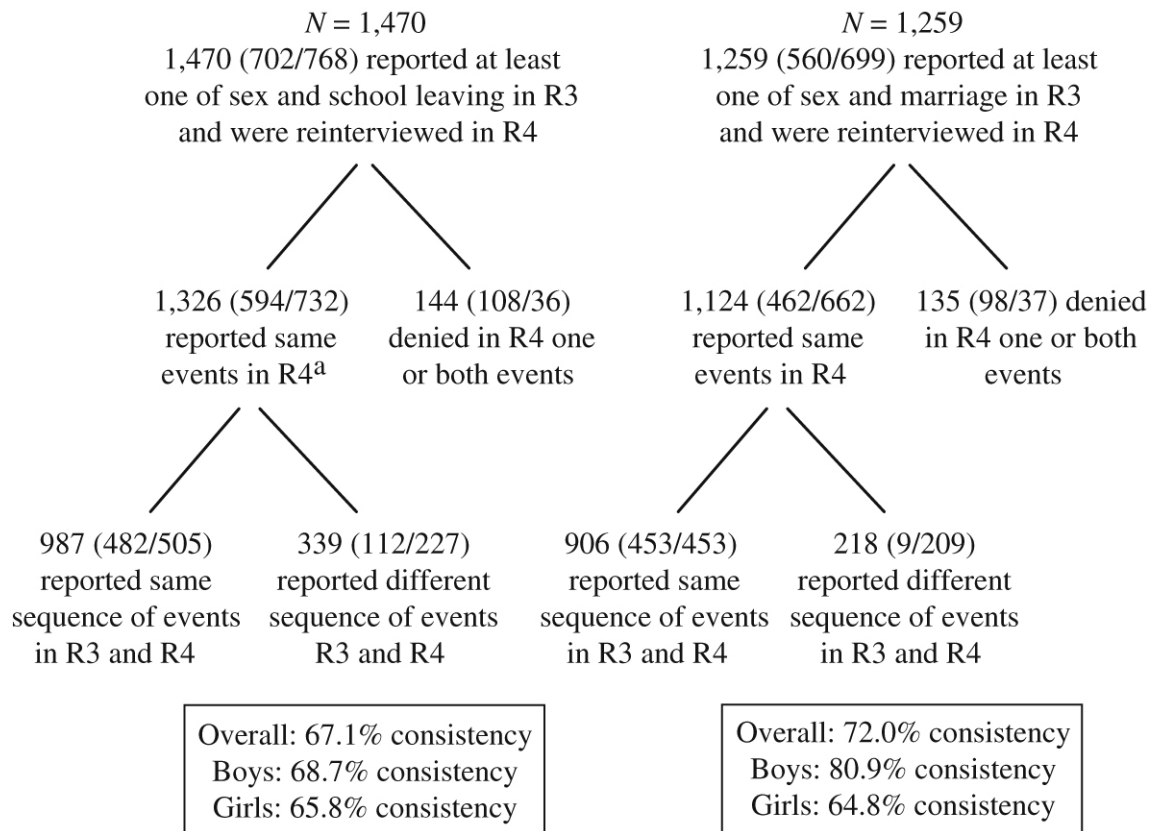 N = 1,470
1,470 (702/768) reported at least
one of sex and school leaving in R3
and were reinterviewed in R4
N = 1,259
1,259 (560/699) reported at least
one of sex and marriage in R3
and were reinterviewed in R4
1,326 (594/732)
reported same
events in R4a
144 (108/36)
denied in R4 one
or both events
1,124 (462/662)
reported same
events in R4
135 (98/37) denied
in R4 one or both
events
987 (482/505)
reported same
sequence of events
in R3 and R4
339 (112/227)
reported different
sequence of events
R3 and R4
906 (453/453)
reported same
sequence of events
in R3 and R4
218 (9/209)
reported different
sequence of events
in R3 and R4
Overall: 67.1% consistency
Boys: 68.7% consistency
Girls: 65.8% consistency
Overall: 72.0% consistency
Boys: 80.9% consistency
Girls: 64.8% consistency